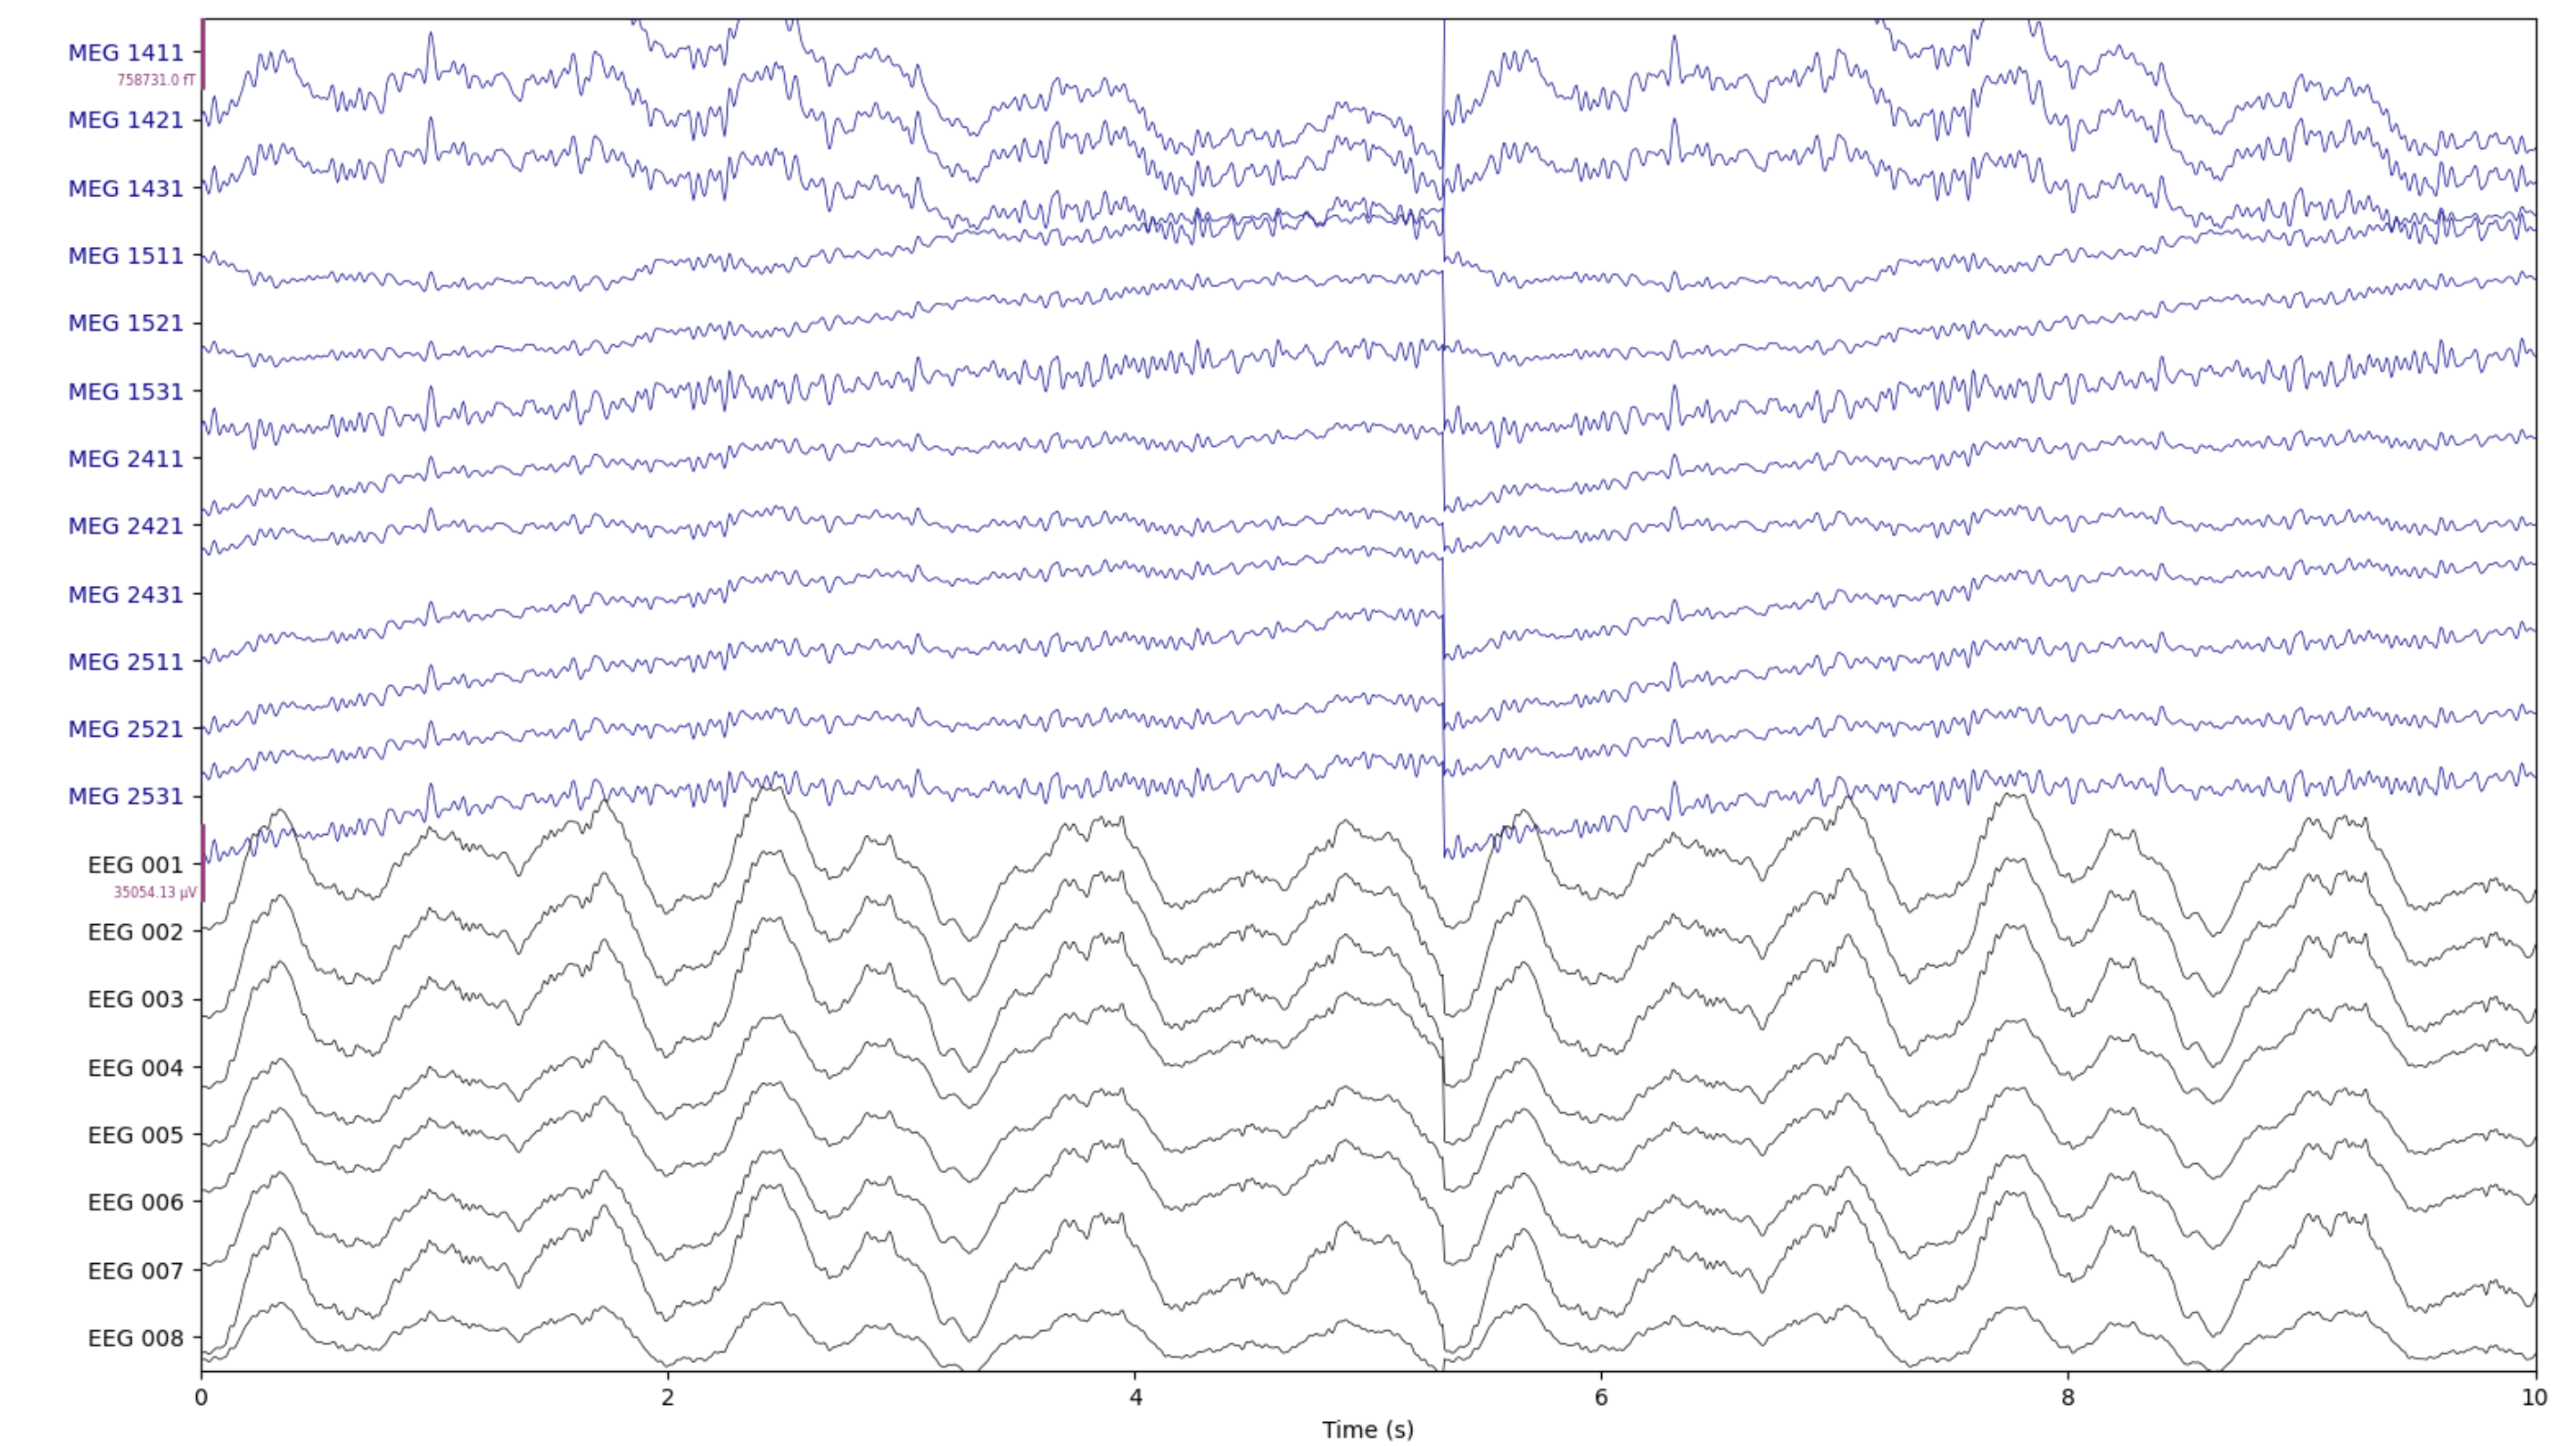 MEG 1411
758731.0 fT
MEG 1421
MEG 1431
MEG 1511
MEG 1521
MEG 1531
MEG 2411
MEG 2421
MEG 2431
MEG 2511
MEG 2521
MEG 2531
EEG 001
35054.13 µV
EEG 002
EEG 003
EEG 004
EEG 005
EEG 006
EEG 007
EEG 008
0 2 4 6 8 10
Time (s)